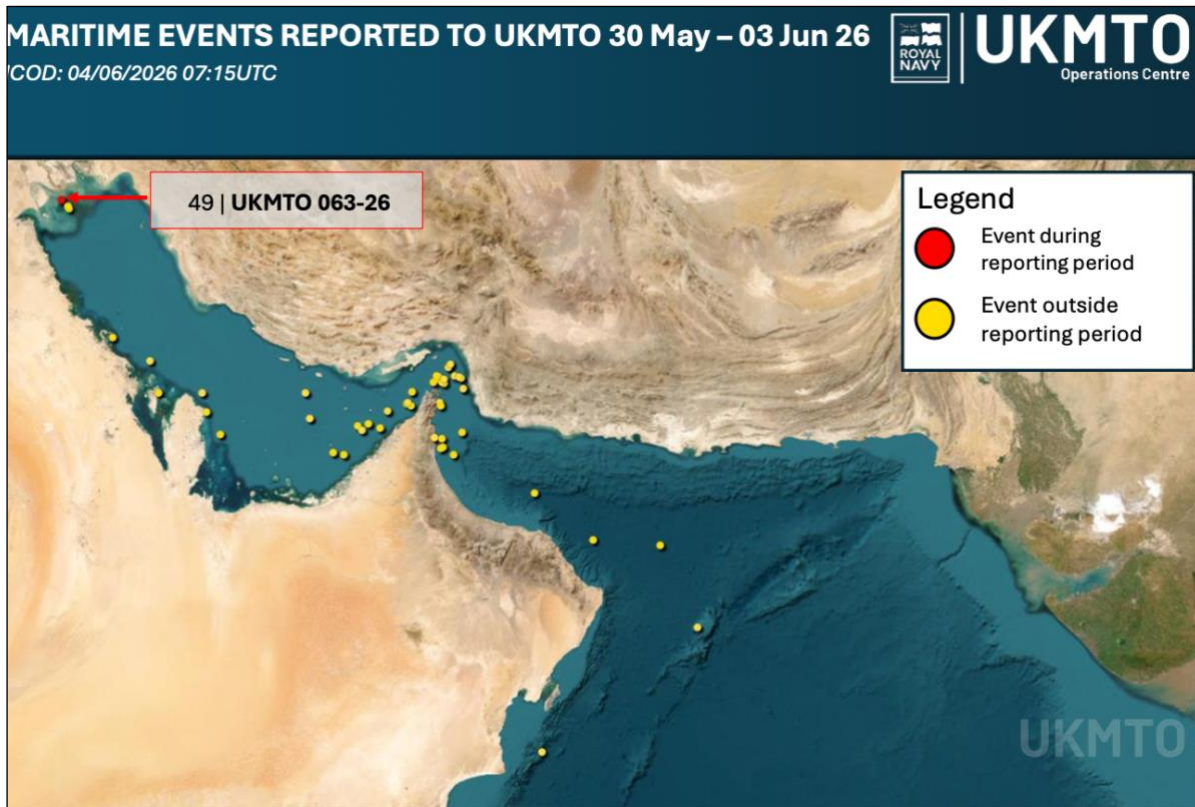 MARITIME EVENTS REPORTED TO UKMTO 30 May – 03 Jun 26
ICOD: 04/06/2026 07:15UTC
ROYAL
NAVY
UKMTO
Operations Centre
49 | UKMTO 063-26
Legend
Event during
reporting period
Event outside
reporting period
UKMTO